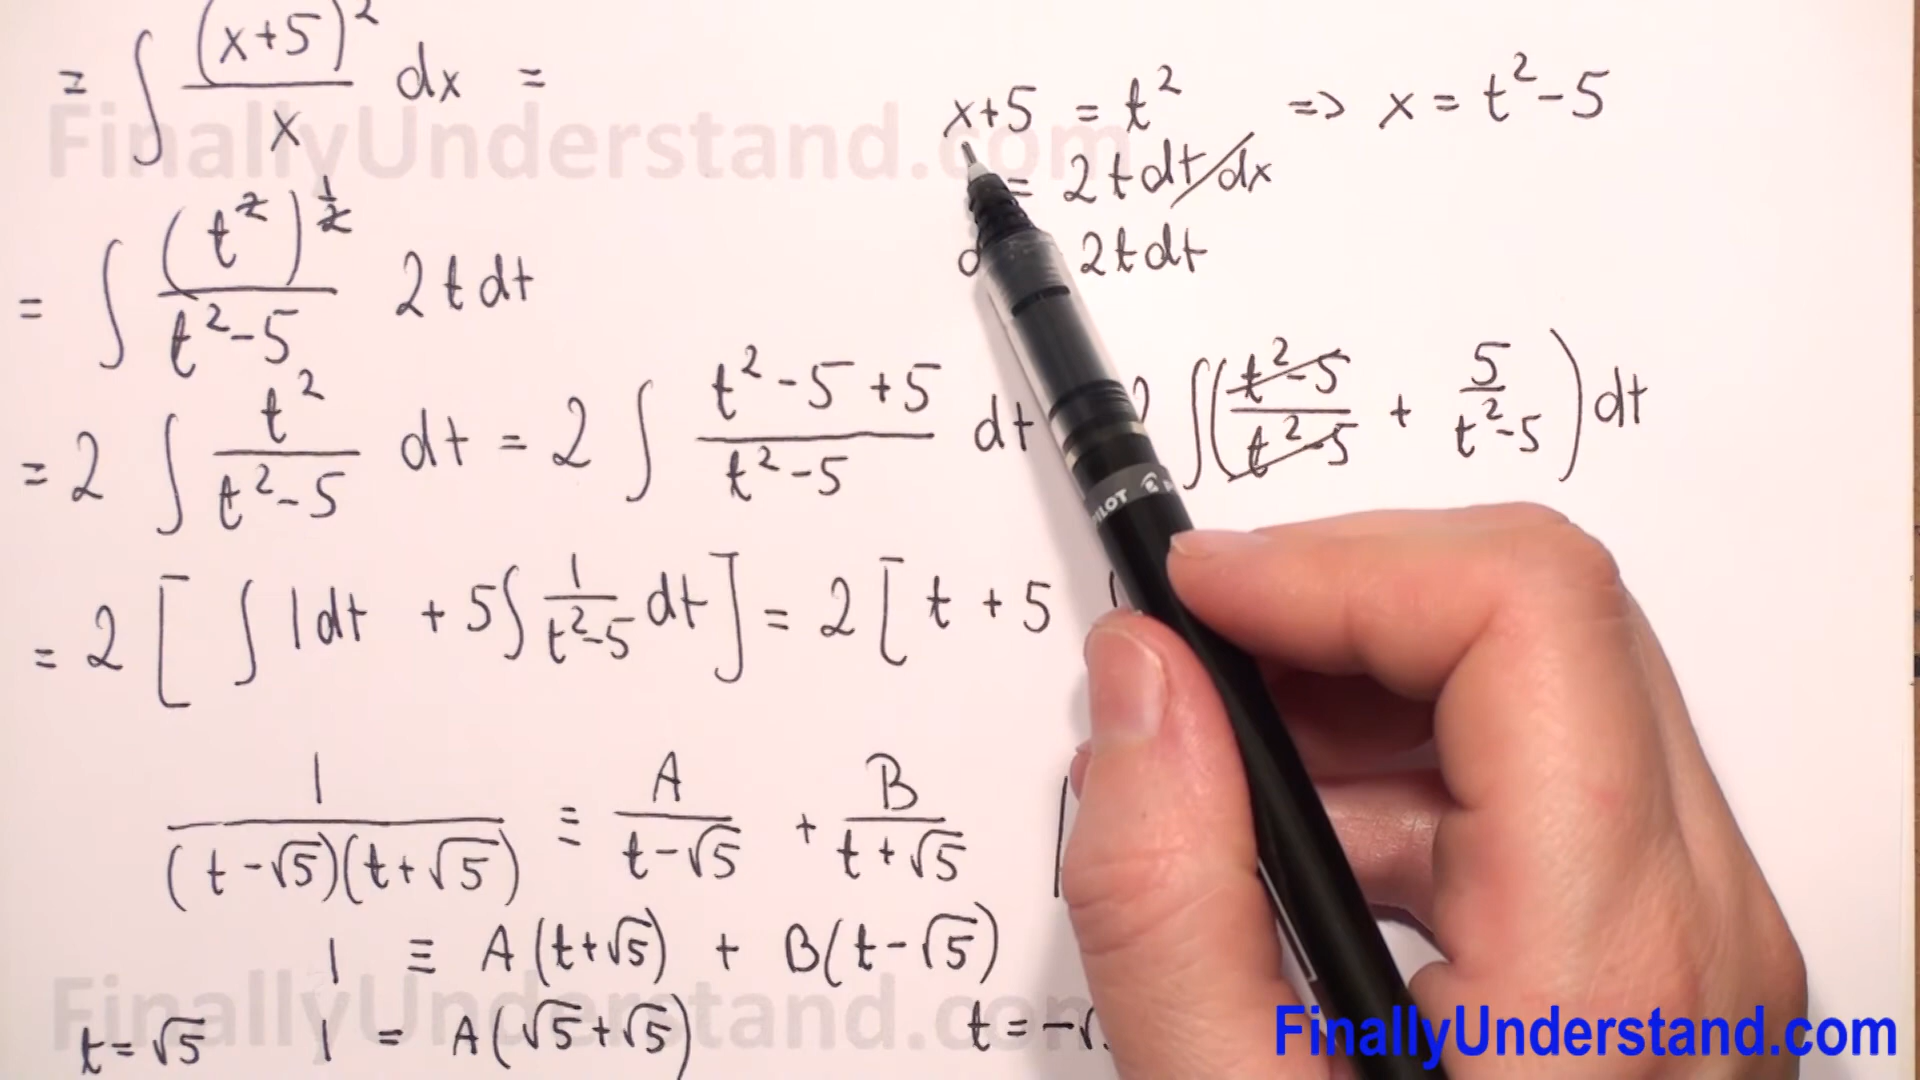 = ∫ (x+5)^2 / x dx =
x+5 = t² => x = t²-5
= 2t dt/dx
d 2t dt
= ∫ (t²)^(1/2) / (t²-5) 2t dt
= 2 ∫ t² / (t²-5) dt = 2 ∫ (t²-5+5) / (t²-5) dt 2 ∫ ( (t²-5) / (t²-5) + 5 / (t²-5) ) dt
= 2 [ ∫ 1 dt + 5 ∫ 1 / (t²-5) dt ] = 2 [ t + 5
1 / ((t-√5)(t+√5)) ≡ A / (t-√5) + B / (t+√5)
1 ≡ A(t+√5) + B(t-√5)
t=√5 1 = A(√5+√5) t=-√
PILOT
FinallyUnderstand.com
FinallyUnderstand.com
FinallyUnderstand.com